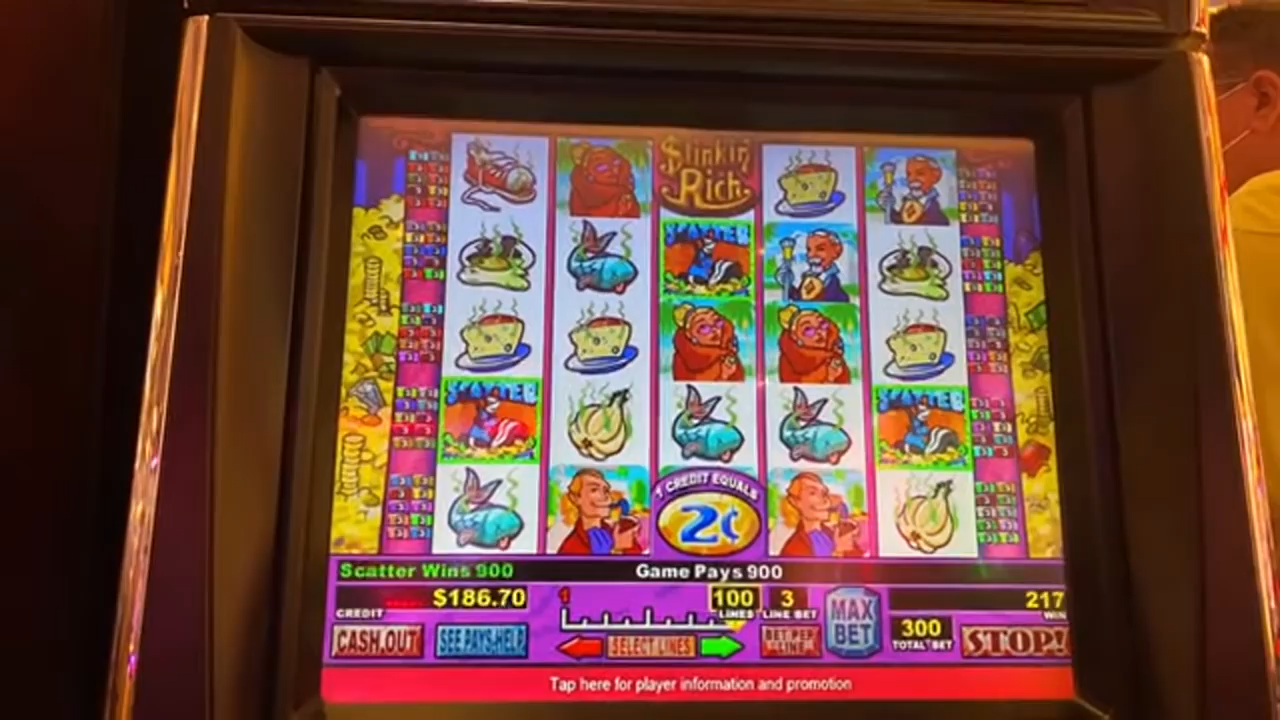 $tinkin'
Rich
SCATTER
SCATTER
SCATTER
1 CREDIT EQUALS
2¢
Scatter Wins 900
Game Pays 900
$186.70
CREDIT
1
100
LINES
3
LINE BET
MAX
BET
300
TOTAL BET
217
WIN
CASH OUT
SEE PAYS-HELP
SELECT LINES
BET PER
LINE
STOP!
Tap here for player information and promotion